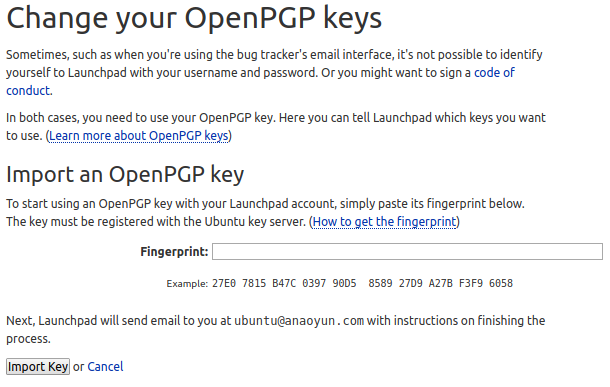 Change your OpenPGP keys
Sometimes, such as when you're using the bug tracker's email interface, it's not possible to identify
yourself to Launchpad with your username and password. Or you might want to sign a code of
conduct.
In both cases, you need to use your OpenPGP key. Here you can tell Launchpad which keys you want
to use. (Learn more about OpenPGP keys)
Import an OpenPGP key
To start using an OpenPGP key with your Launchpad account, simply paste its fingerprint below.
The key must be registered with the Ubuntu key server. (How to get the fingerprint)
Fingerprint:
Example: 27E0 7815 B47C 0397 90D5  8589 27D9 A27B F3F9 6058
Next, Launchpad will send email to you at ubuntu@anaoyun.com with instructions on finishing the
process.
Import Key or Cancel